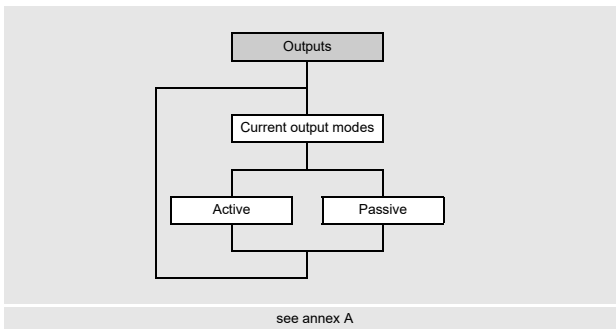 Outputs
Current output modes
Active
Passive
see annex A